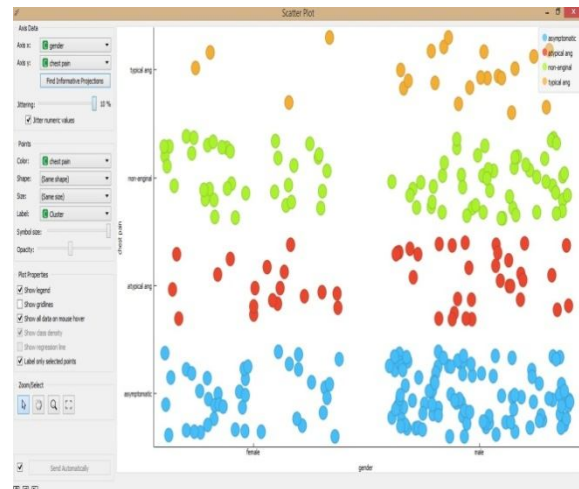 Scatter Plot
Axis Data
Axis x: gender
Axis y: chest pain
Find Informative Projections
Jittering: 10 %
Jitter numeric values
Points
Color: chest pain
Shape: (Same shape)
Size: (Same size)
Label: Cluster
Symbol size:
Opacity:
Plot Properties
Show legend
Show gridlines
Show all data on mouse hover
Show class density
Show regression line
Label only selected points
Zoom/Select
Send Automatically
asymptomatic
atypical ang
non-anginal
typical ang
typical ang
non-anginal
atypical ang
asymptomatic
chest pain
female
male
gender